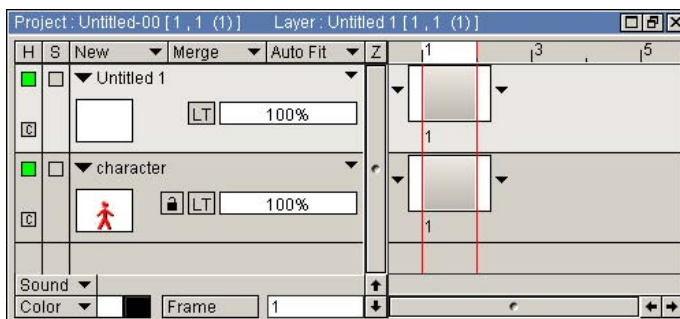 Project : Untitled-00 [ 1 , 1 (1) ] Layer : Untitled 1 [ 1 , 1 (1) ]
H S New Merge Auto Fit Z 1 3 5
Untitled 1
LT 100%
C
1
character
LT 100%
C
1
Sound
Color Frame 1